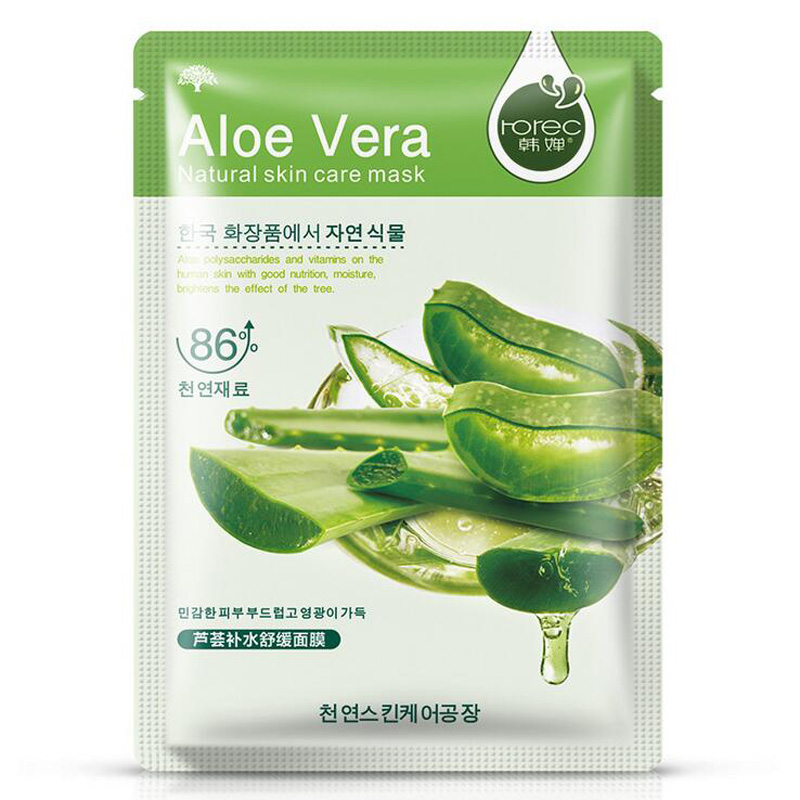 Rorec
韩婵®
Aloe Vera
Natural skin care mask
한국 화장품에서 자연식물
Aloe polysaccharides and vitamins on the
human skin with good nutrition, moisture,
brightens the effect of the tree.
86%
천연재료
민감한피부부드럽고영광이가득
芦荟补水舒缓面膜
천연스킨케어공장